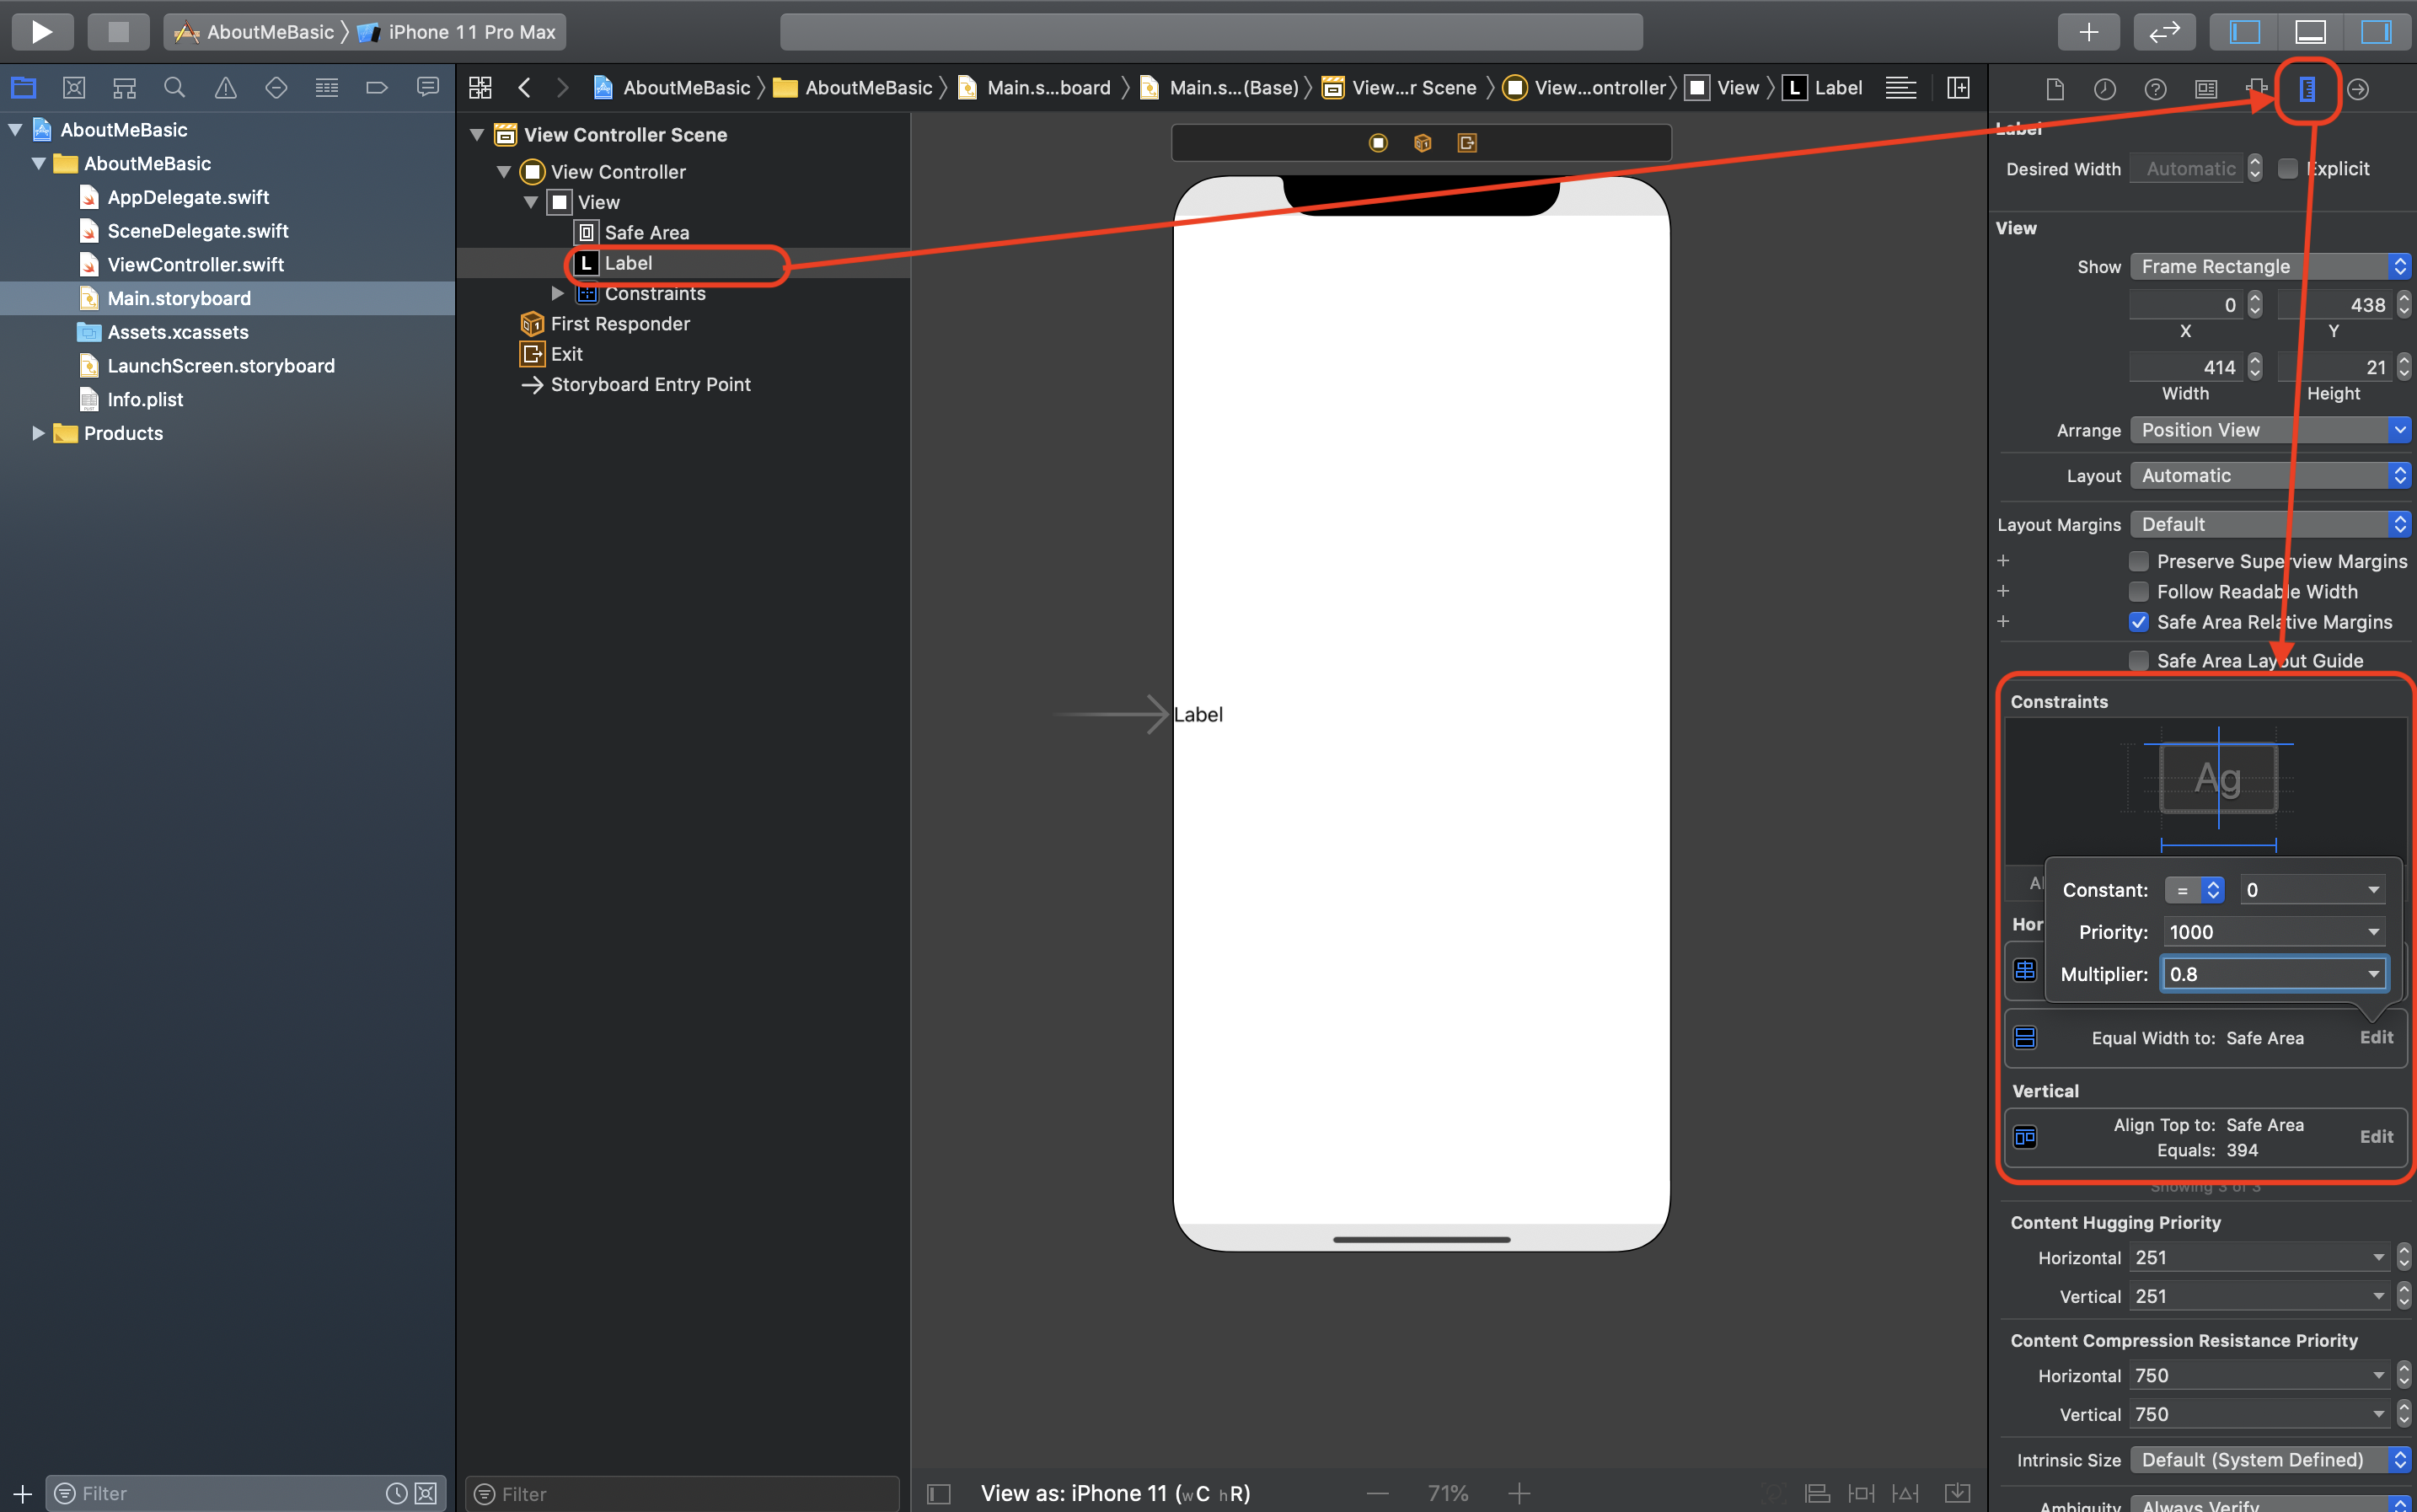 AboutMeBasic 〉 iPhone 11 Pro Max
AboutMeBasic 〉 AboutMeBasic 〉 Main.s...board 〉 Main.s...(Base) 〉 View...r Scene 〉 View...ontroller 〉 View 〉 L Label
AboutMeBasic
AboutMeBasic
AppDelegate.swift
SceneDelegate.swift
ViewController.swift
Main.storyboard
Assets.xcassets
LaunchScreen.storyboard
Info.plist
Products
Filter
View Controller Scene
View Controller
View
Safe Area
L Label
Constraints
First Responder
Exit
Storyboard Entry Point
Filter
Label
View as: iPhone 11 (wC hR)
71%
Label
Desired Width Automatic Explicit
View
Show Frame Rectangle
0 438
X Y
414 21
Width Height
Arrange Position View
Layout Automatic
Layout Margins Default
Preserve Superview Margins
Follow Readable Width
Safe Area Relative Margins
Safe Area Layout Guide
Constraints
Ag
Constant: = 0
Hor
Priority: 1000
Multiplier: 0.8
Equal Width to: Safe Area Edit
Vertical
Align Top to: Safe Area
Edit
Equals: 394
Showing 3 of 3
Content Hugging Priority
Horizontal 251
Vertical 251
Content Compression Resistance Priority
Horizontal 750
Vertical 750
Intrinsic Size Default (System Defined)
Ambiguity Always Verify